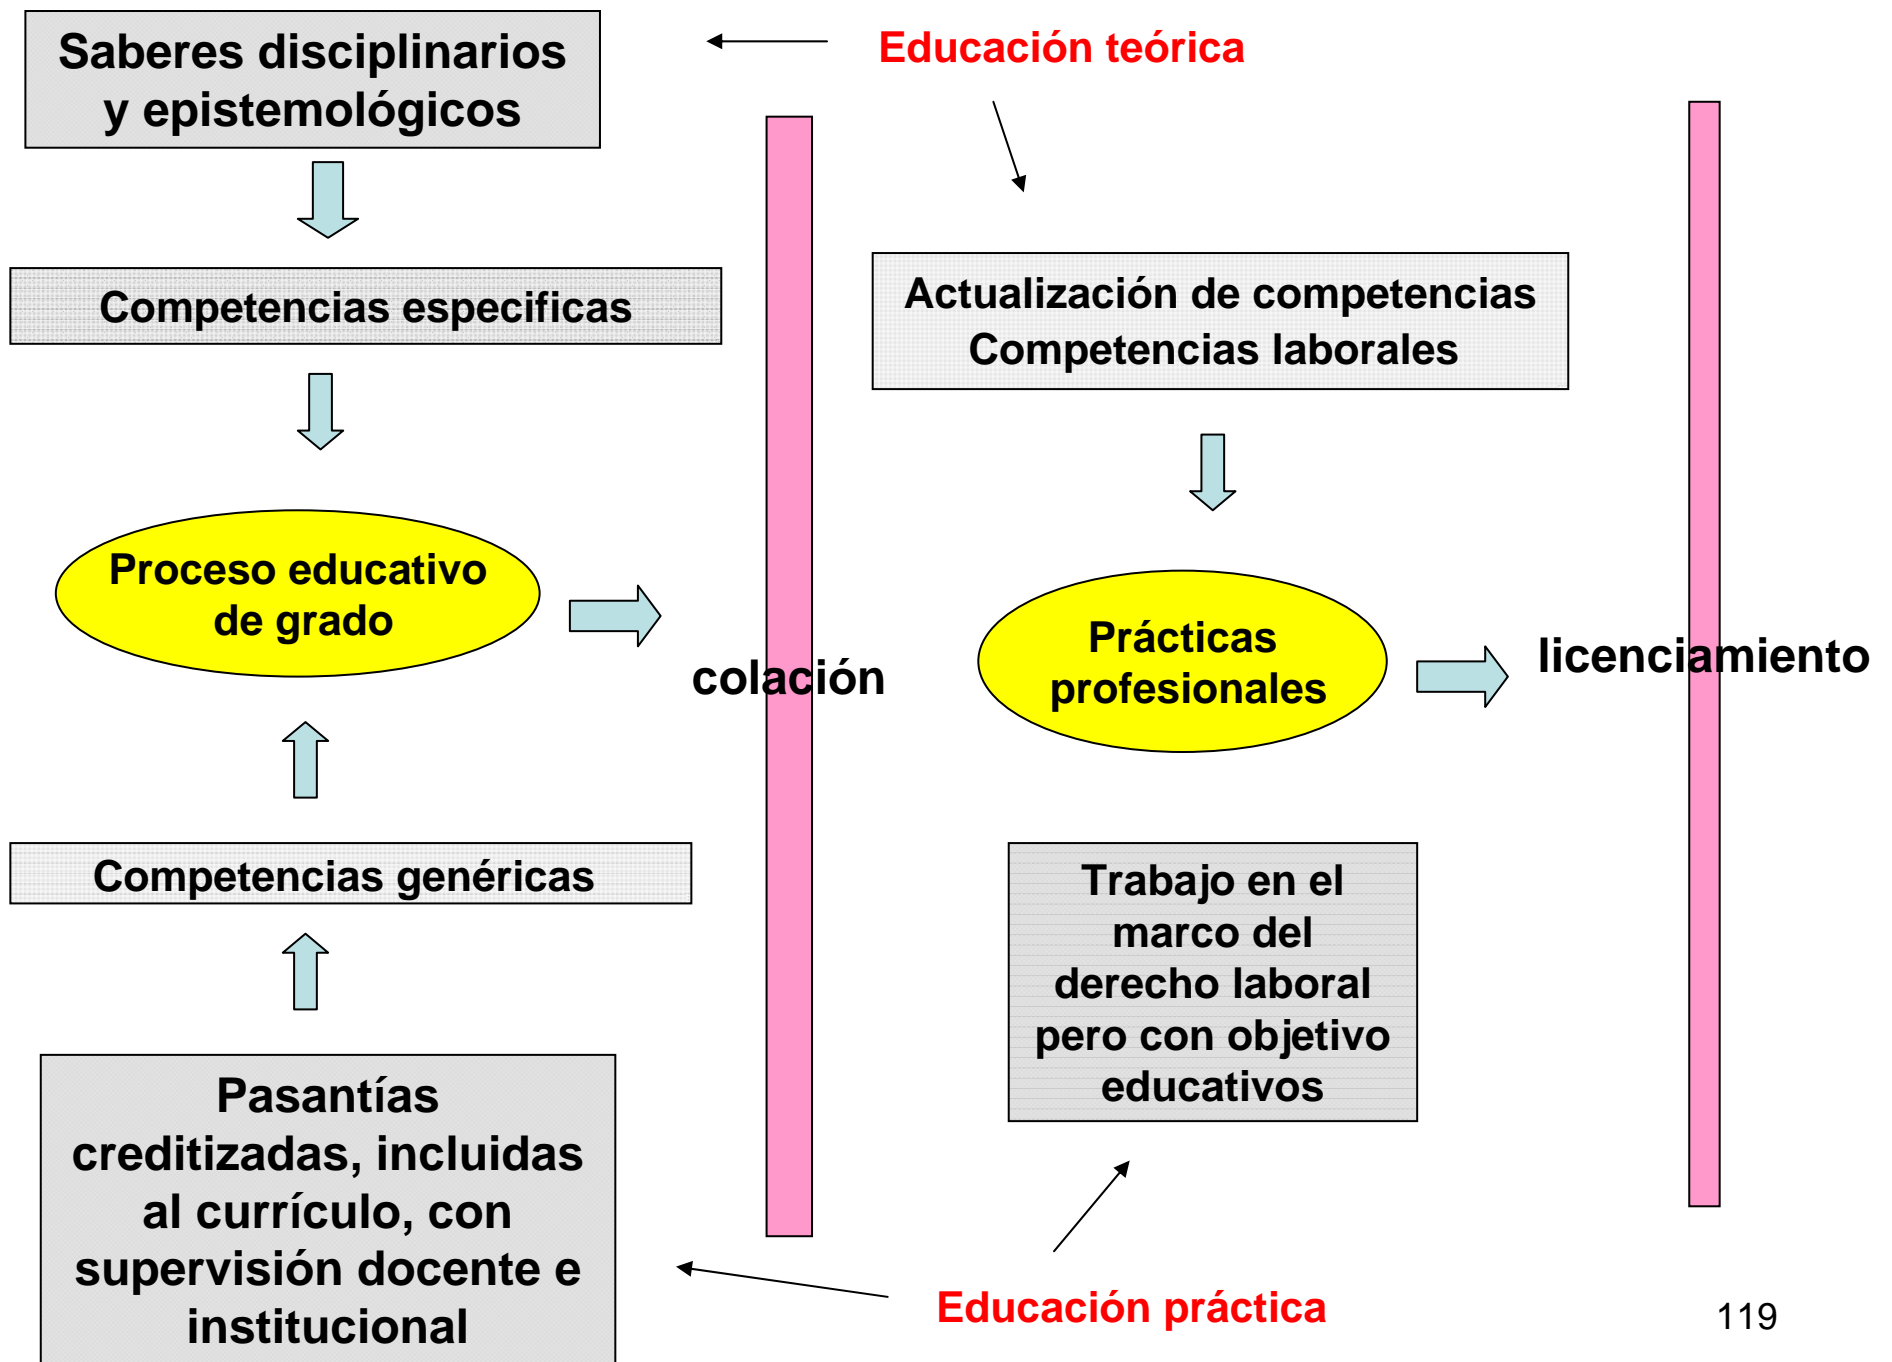 Saberes disciplinarios
y epistemológicos
Educación teórica
Competencias especificas
Actualización de competencias
Competencias laborales
Proceso educativo
de grado
colación
Prácticas
profesionales
licenciamiento
Competencias genéricas
Trabajo en el
marco del
derecho laboral
pero con objetivo
educativos
Pasantías
creditizadas, incluidas
al currículo, con
supervisión docente e
institucional
Educación práctica
119